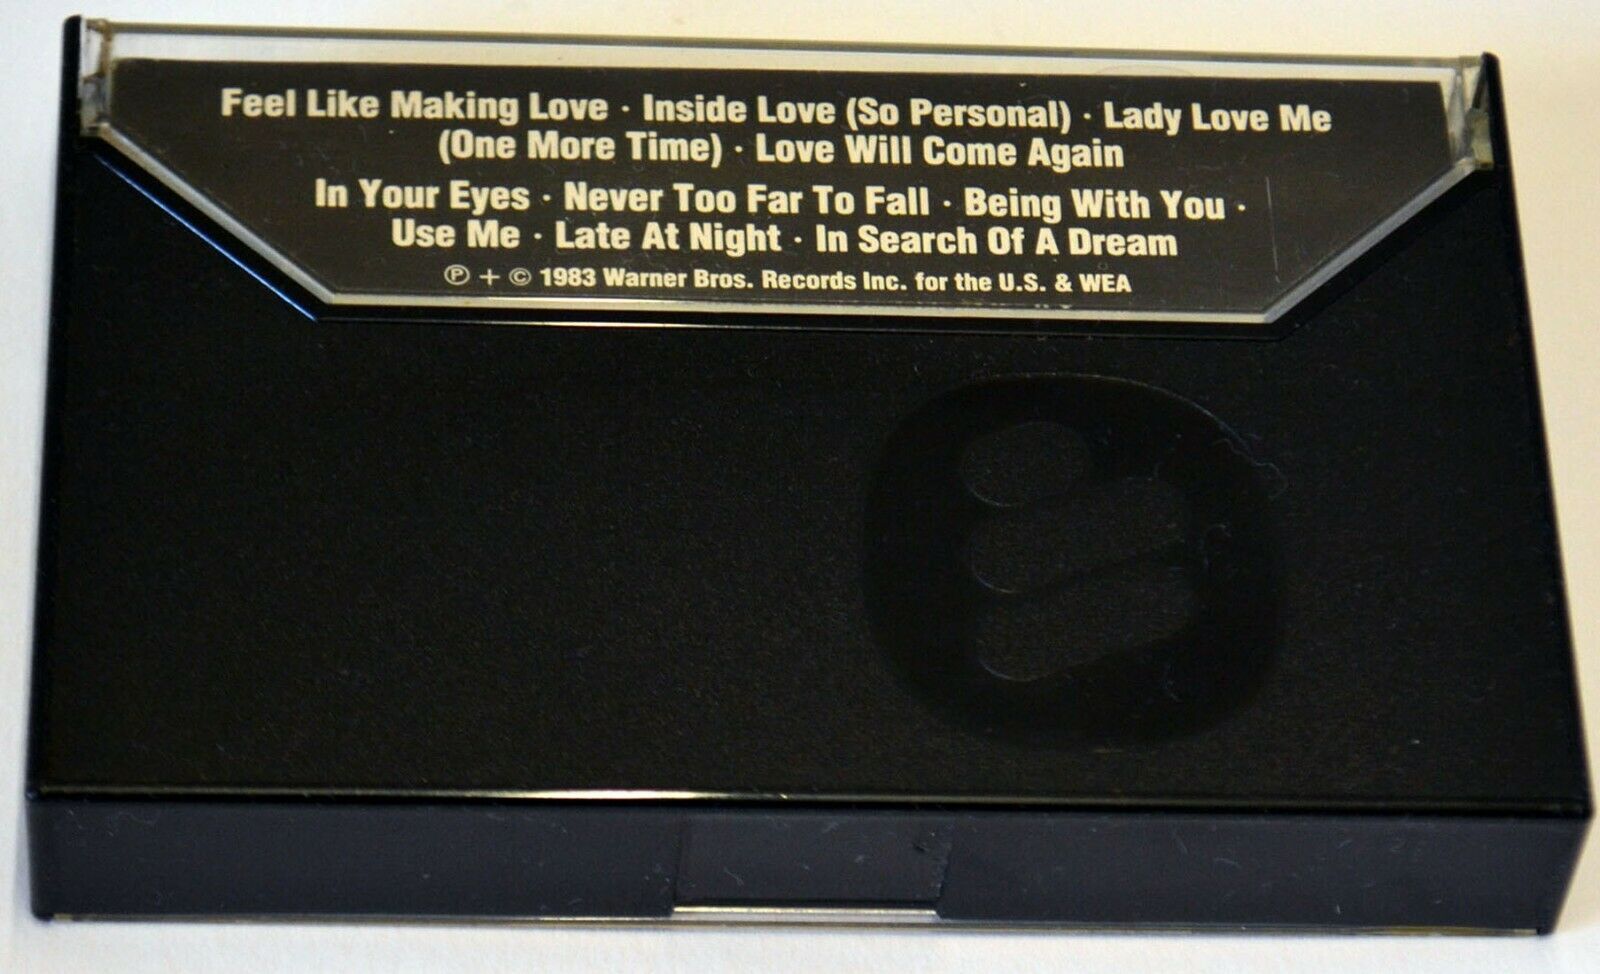 Feel Like Making Love · Inside Love (So Personal) · Lady Love Me
(One More Time) · Love Will Come Again
In Your Eyes · Never Too Far To Fall · Being With You ·
Use Me · Late At Night · In Search Of A Dream
℗ + © 1983 Warner Bros. Records Inc. for the U.S. & WEA